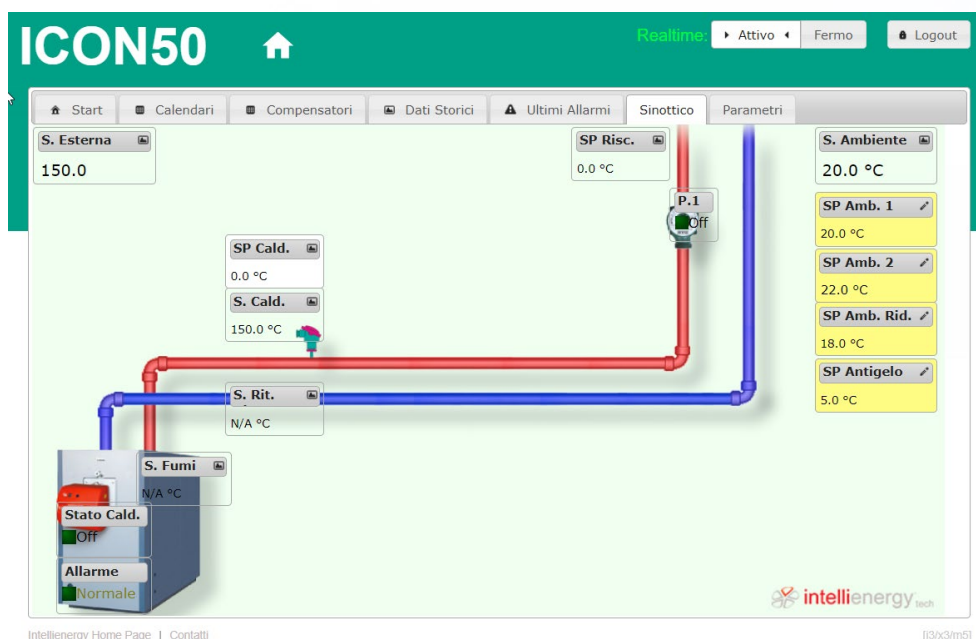 ICON50
Realtime: Attivo Fermo Logout
Start Calendari Compensatori Dati Storici Ultimi Allarmi Sinottico Parametri
S. Esterna
150.0
SP Risc.
0.0 °C
S. Ambiente
20.0 °C
P.1
Off
SP Amb. 1
20.0 °C
SP Cald.
0.0 °C
SP Amb. 2
22.0 °C
S. Cald.
150.0 °C
SP Amb. Rid.
18.0 °C
SP Antigelo
5.0 °C
S. Rit.
N/A °C
S. Fumi
N/A °C
Stato Cald.
Off
Allarme
Normale
intellienergy tech
Intellienergy Home Page | Contatti
[i3/x3/m5]